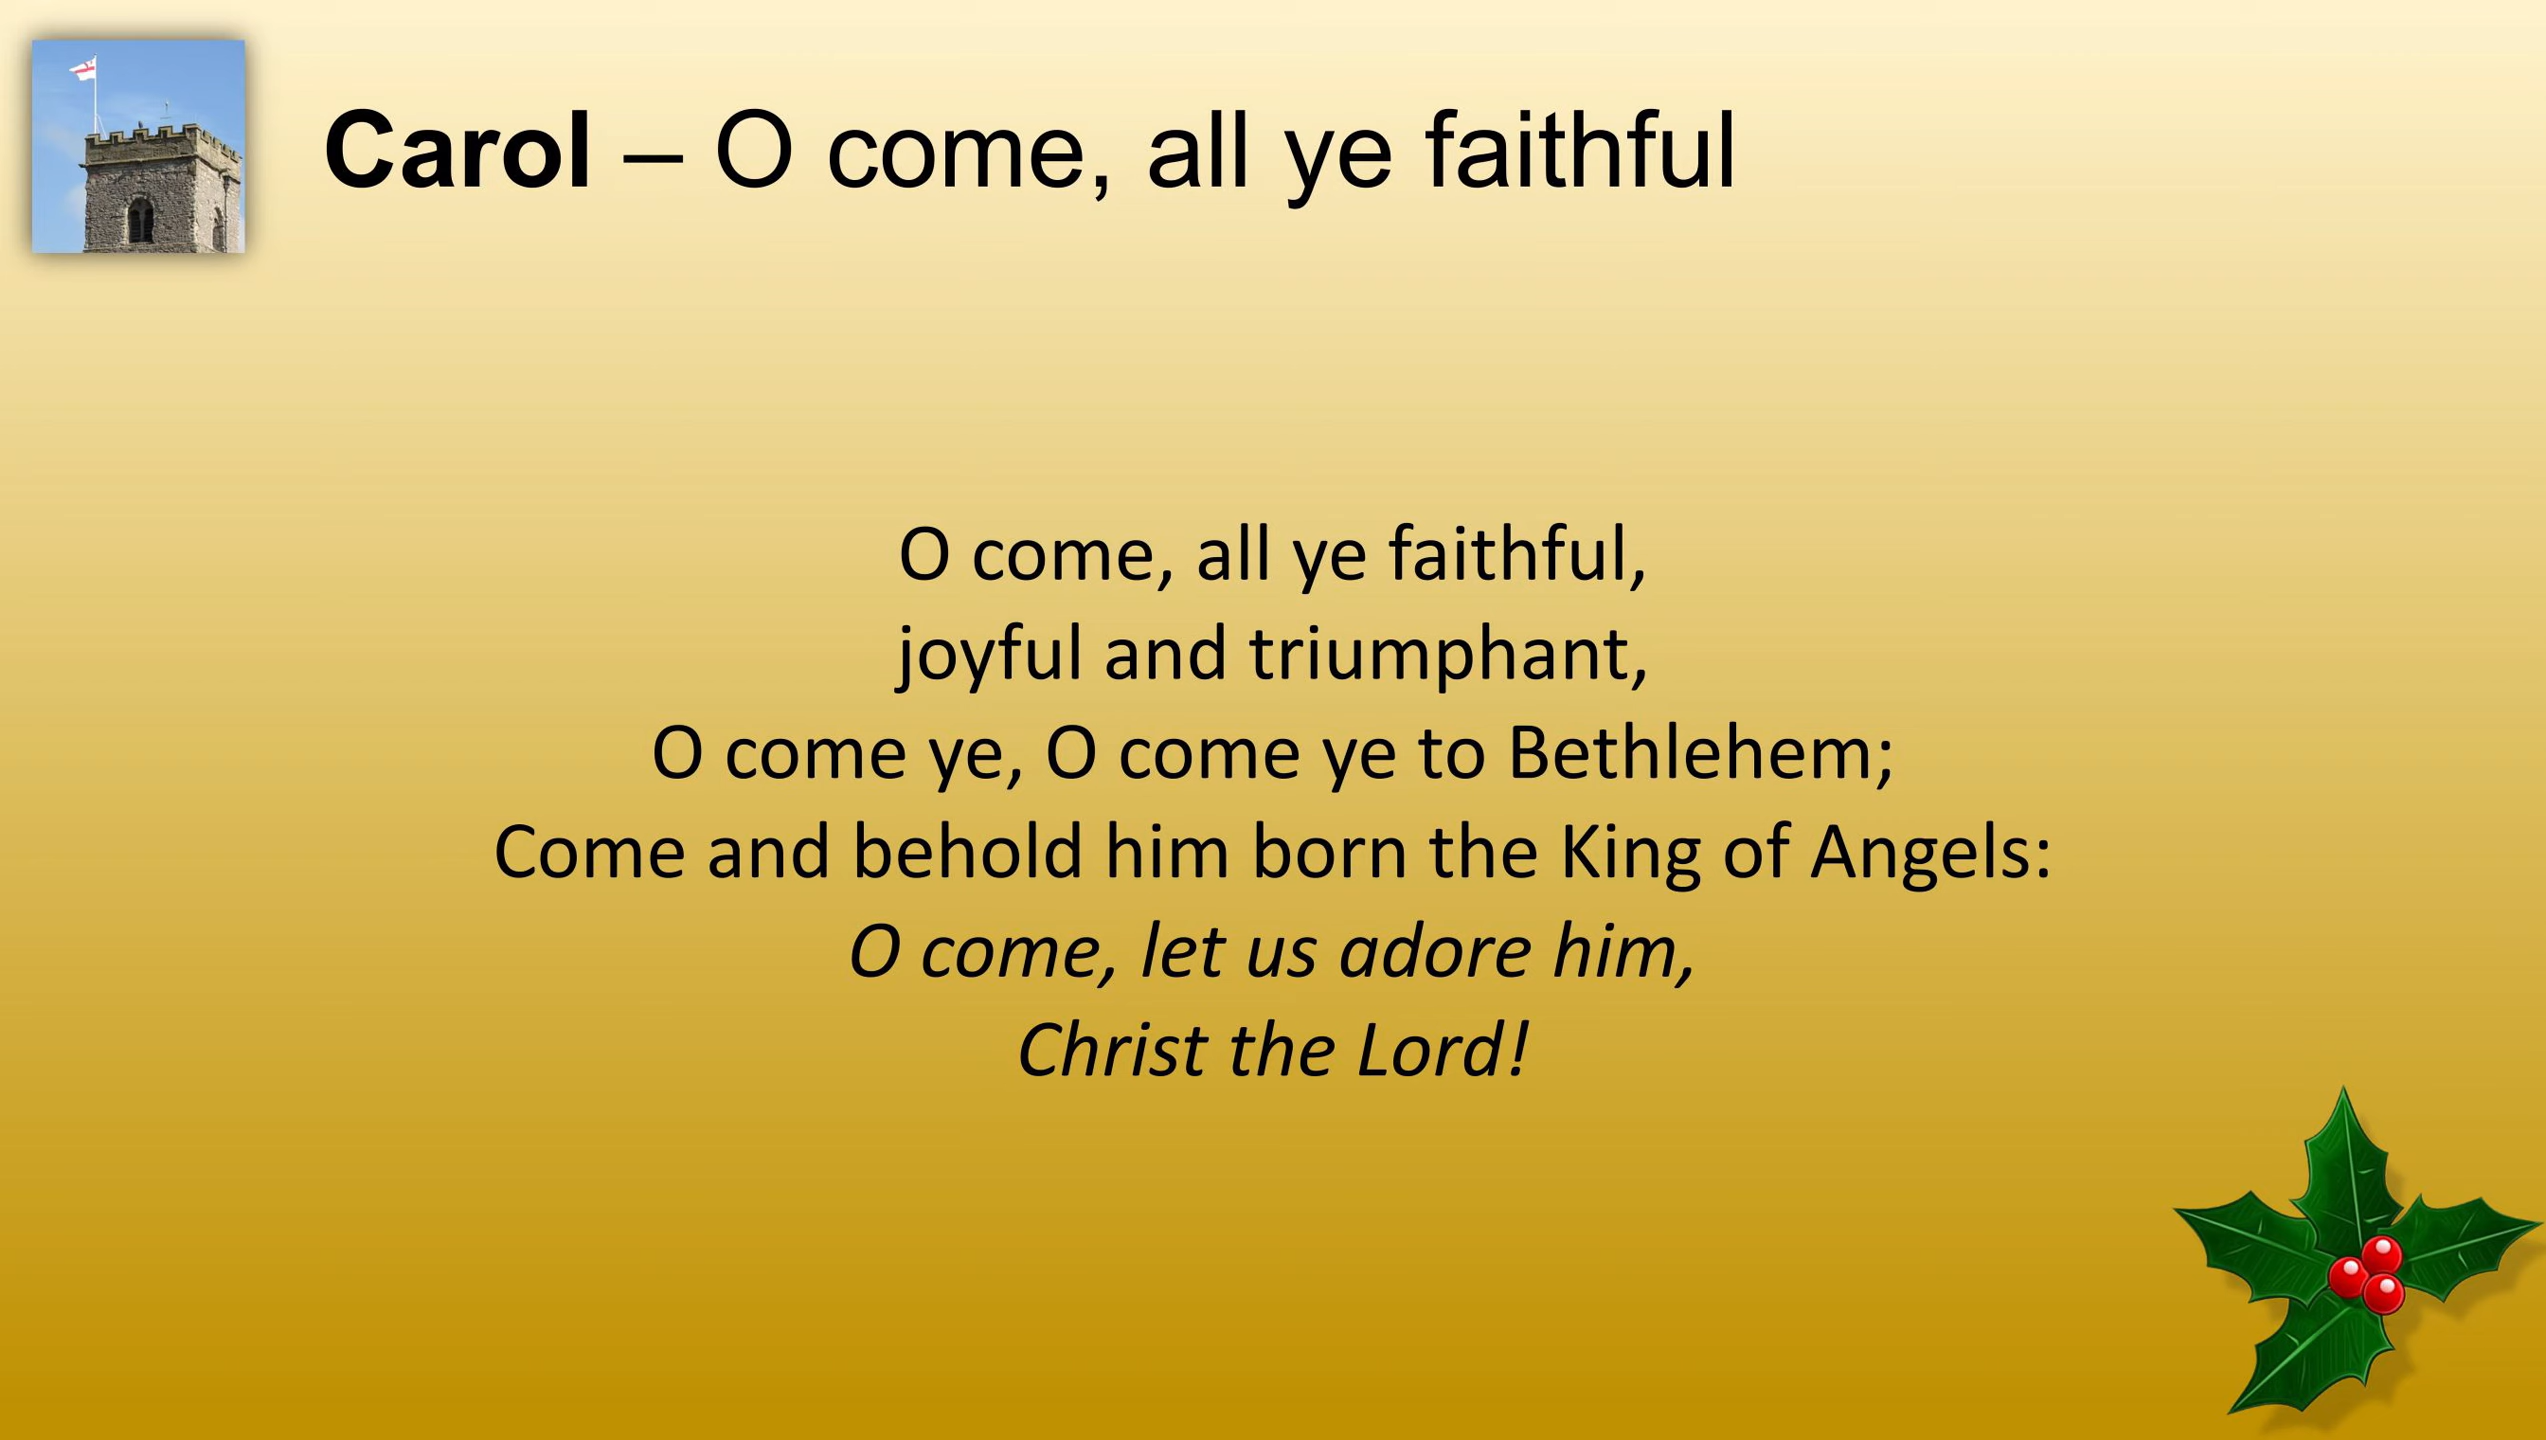 Carol – O come, all ye faithful
O come, all ye faithful,
joyful and triumphant,
O come ye, O come ye to Bethlehem;
Come and behold him born the King of Angels:
O come, let us adore him,
Christ the Lord!